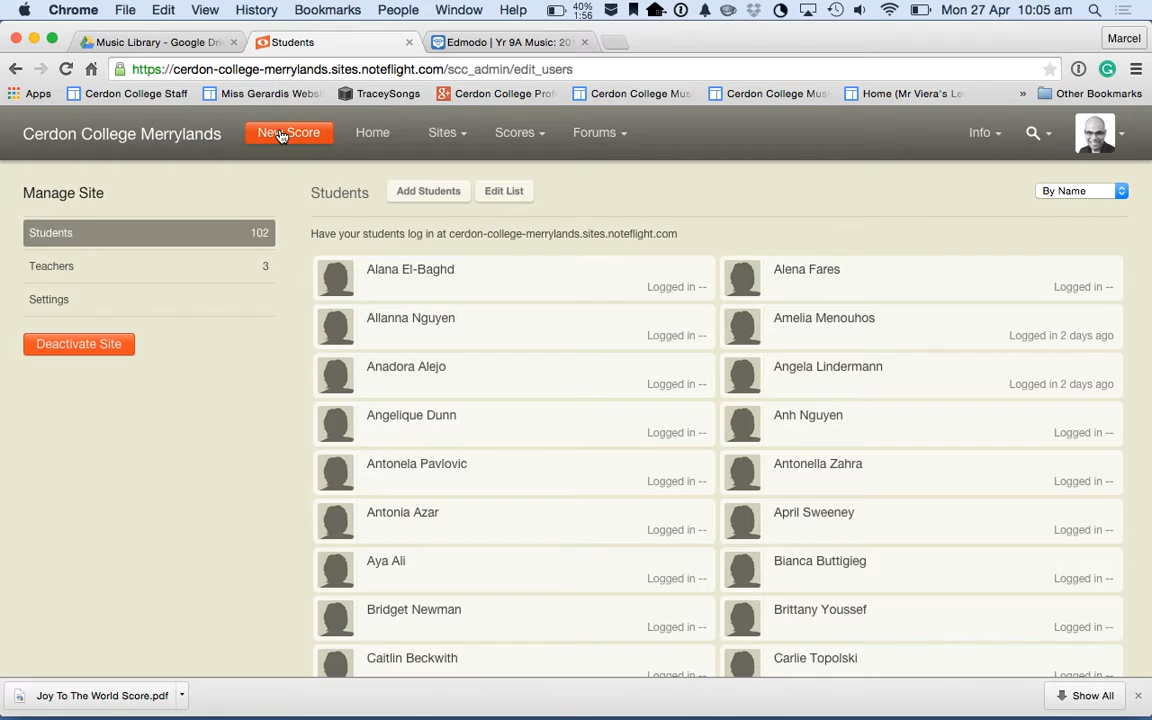 Chrome File Edit View History Bookmarks People Window Help 40% 1:56 Mon 27 Apr 10:05 am
Music Library - Google Dri Students Edmodo | Yr 9A Music: 20 Marcel
https://cerdon-college-merrylands.sites.noteflight.com/scc_admin/edit_users
Apps Cerdon College Staff Miss Gerardis Websi TraceySongs Cerdon College Prof Cerdon College Mus Cerdon College Mus Home (Mr Viera's Le » Other Bookmarks
Cerdon College Merrylands New Score Home Sites Scores Forums Info
Manage Site
Students 102
Teachers 3
Settings
Deactivate Site
Students Add Students Edit List By Name
Have your students log in at cerdon-college-merrylands.sites.noteflight.com
Alana El-Baghd Logged in --
Alena Fares Logged in --
Allanna Nguyen Logged in --
Amelia Menouhos Logged in 2 days ago
Anadora Alejo Logged in --
Angela Lindermann Logged in 2 days ago
Angelique Dunn Logged in --
Anh Nguyen Logged in --
Antonela Pavlovic Logged in --
Antonella Zahra Logged in --
Antonia Azar Logged in --
April Sweeney Logged in --
Aya Ali Logged in --
Bianca Buttigieg Logged in --
Bridget Newman Logged in --
Brittany Youssef Logged in --
Caitlin Beckwith Logged in --
Carlie Topolski Logged in --
Joy To The World Score.pdf Show All